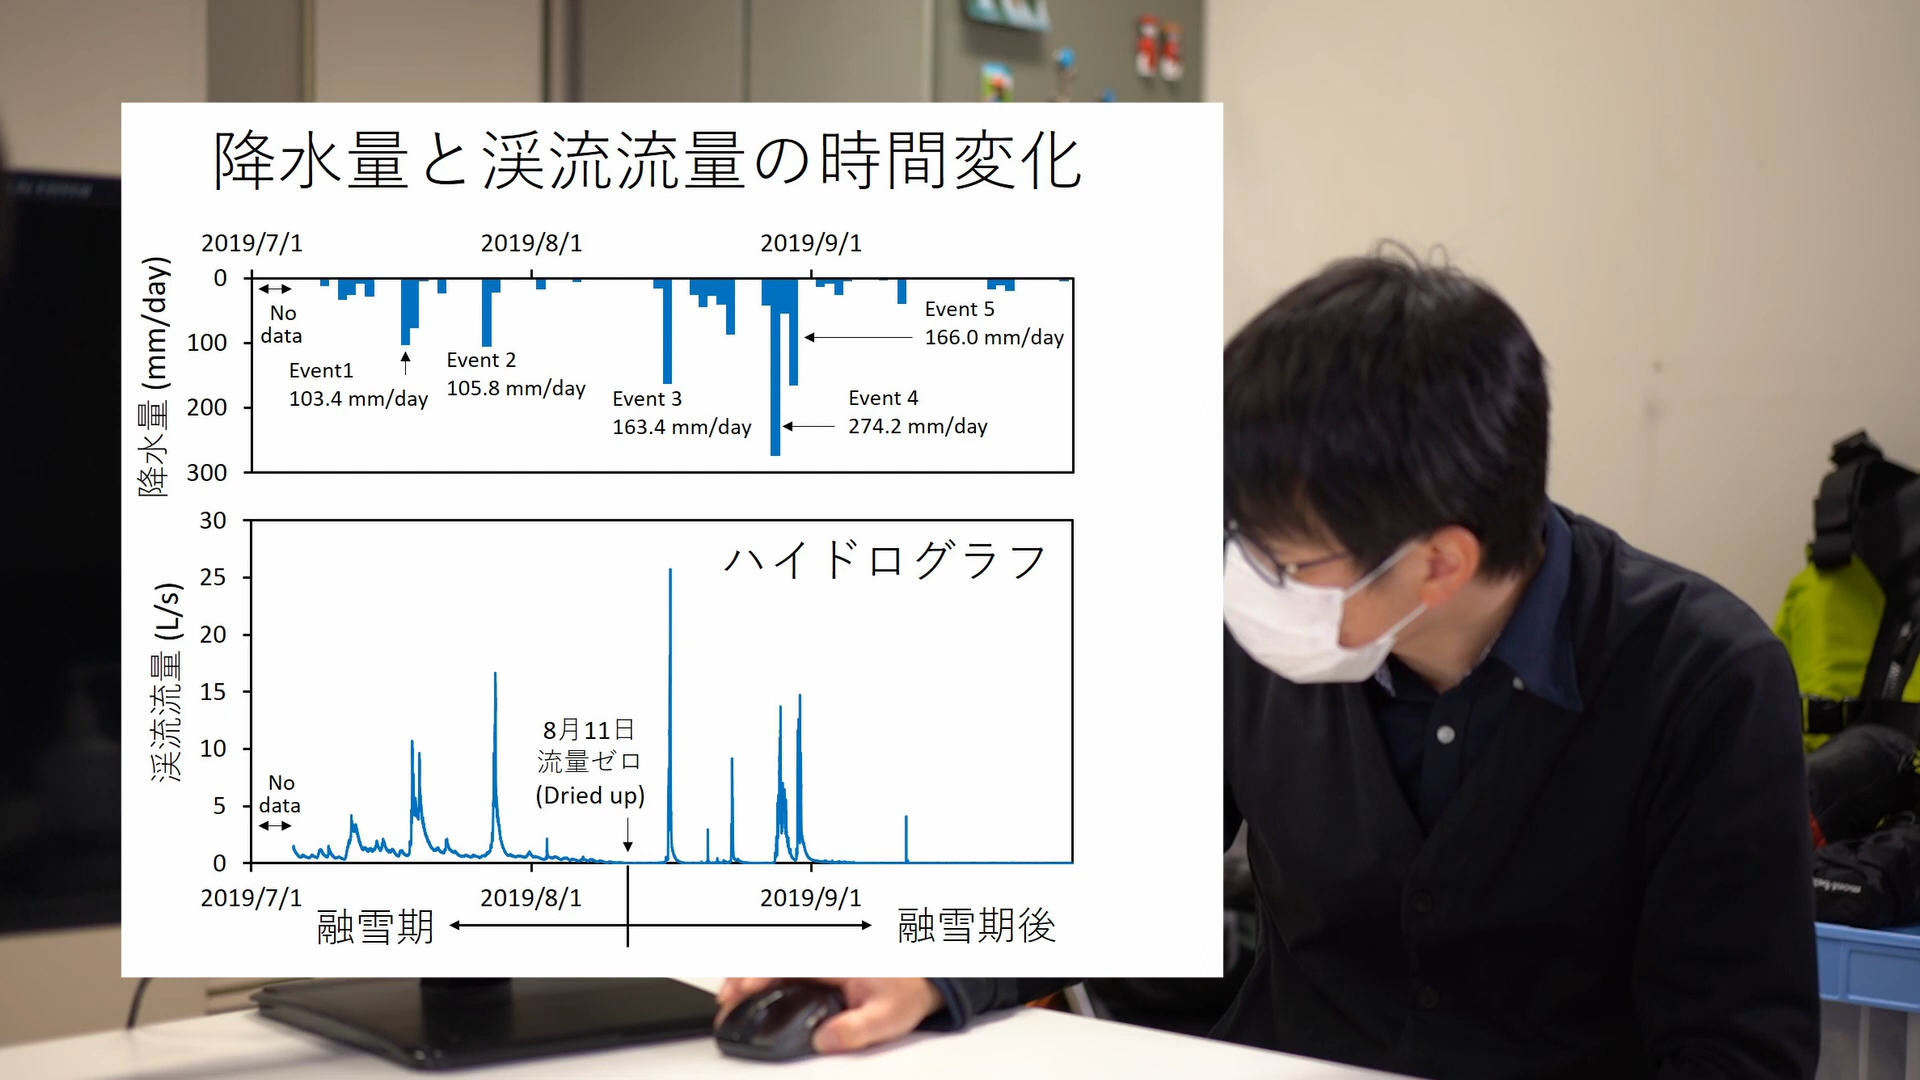 降水量と渓流流量の時間変化
2019/7/1
2019/8/1
2019/9/1
降水量 (mm/day)
0
100
200
300
No
data
Event1
103.4 mm/day
Event 2
105.8 mm/day
Event 3
163.4 mm/day
Event 4
274.2 mm/day
Event 5
166.0 mm/day
ハイドログラフ
渓流流量 (L/s)
30
25
20
15
10
5
0
No
data
8月11日
流量ゼロ
(Dried up)
2019/7/1
2019/8/1
2019/9/1
融雪期
融雪期後